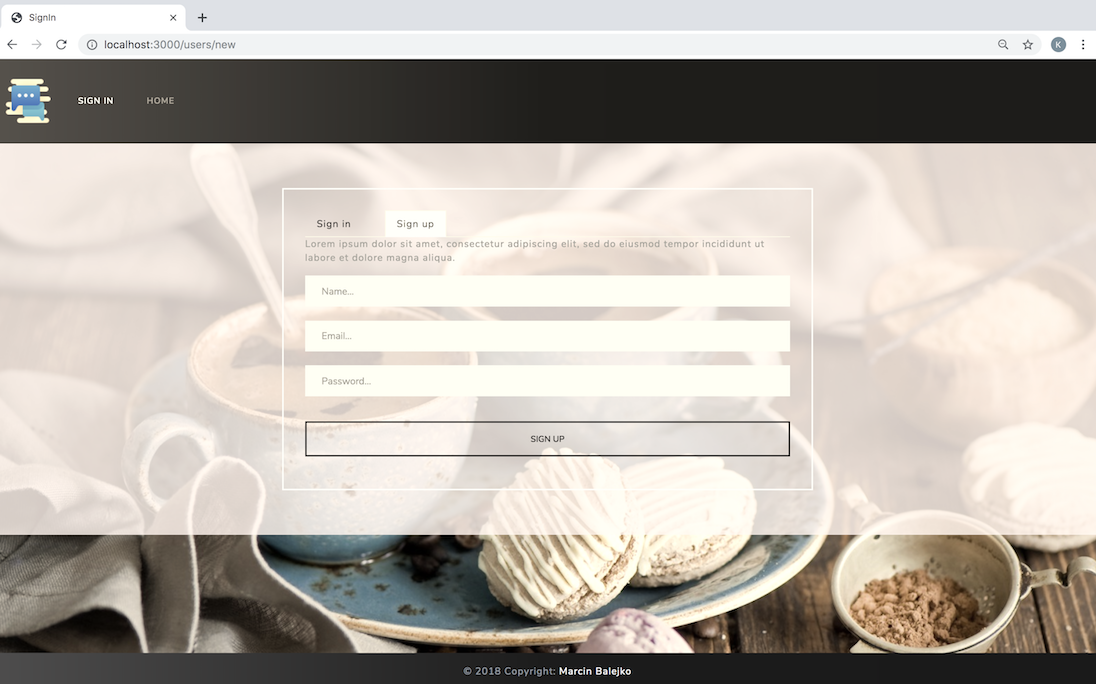 SignIn
localhost:3000/users/new
K
SIGN IN
HOME
Sign in
Sign up
Lorem ipsum dolor sit amet, consectetur adipiscing elit, sed do eiusmod tempor incididunt ut
labore et dolore magna aliqua.
Name...
Email...
Password...
SIGN UP
© 2018 Copyright: Marcin Balejko